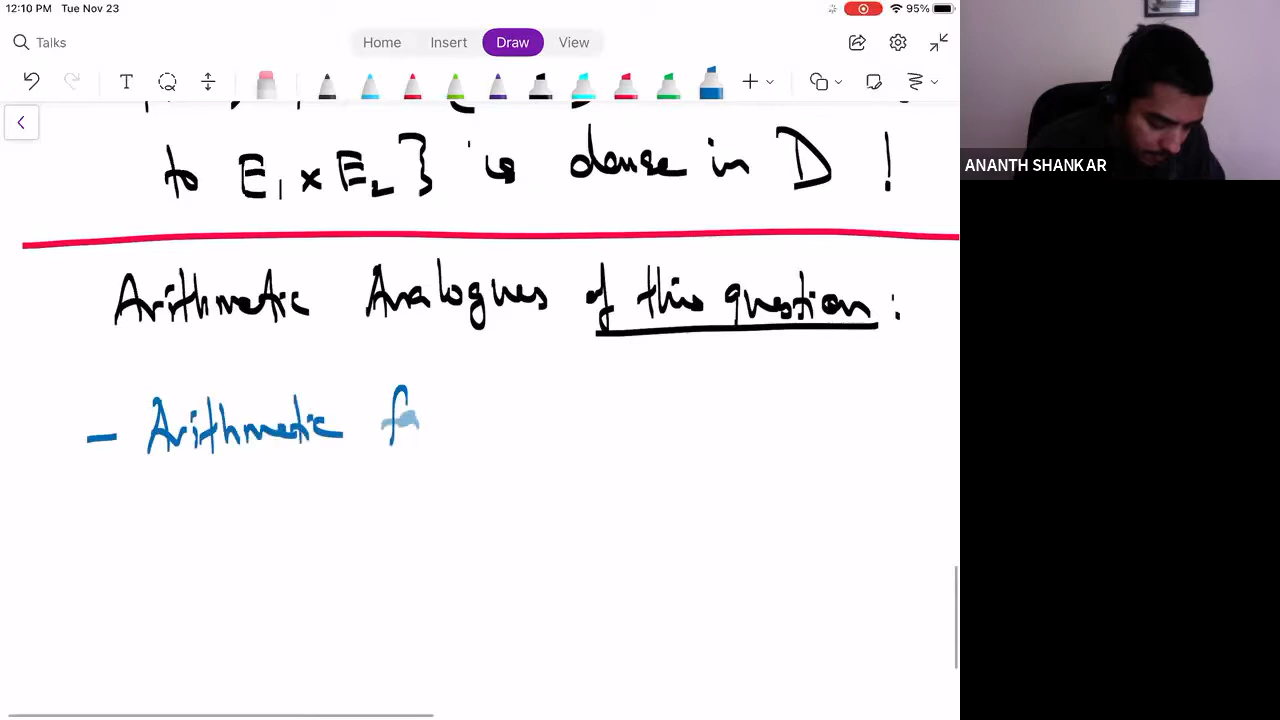 12:10 PM Tue Nov 23 95%
Talks Home Insert Draw View
to E₁ × E₂ } is dense in D !
ANANTH SHANKAR
Arithmetic Analogues of this question :
- Arithmetic f